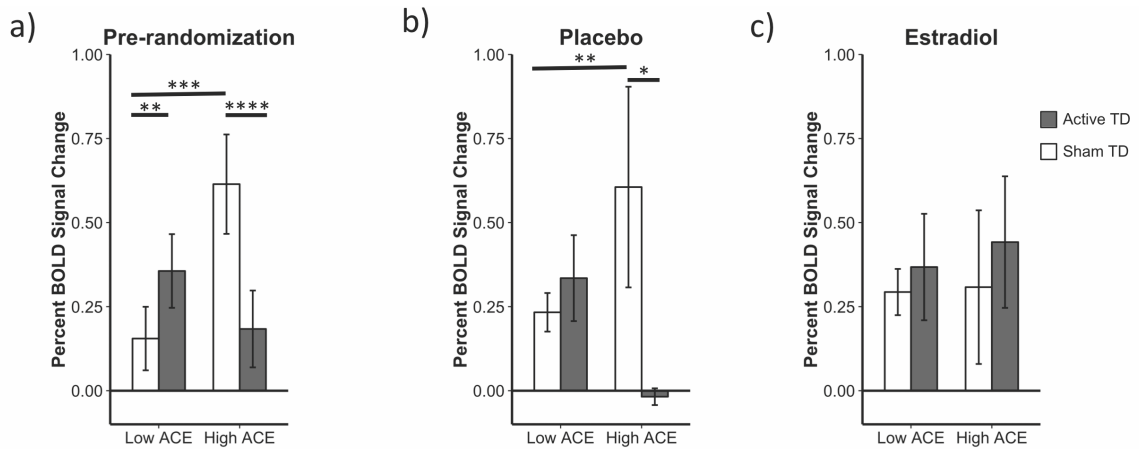 a)
Pre-randomization
Percent BOLD Signal Change
1.00
0.75
0.50
0.25
0.00
***
**
****
Low ACE
High ACE
b)
Placebo
Percent BOLD Signal Change
1.00
0.75
0.50
0.25
0.00
**
*
Low ACE
High ACE
c)
Estradiol
Percent BOLD Signal Change
1.00
0.75
0.50
0.25
0.00
Low ACE
High ACE
Active TD
Sham TD